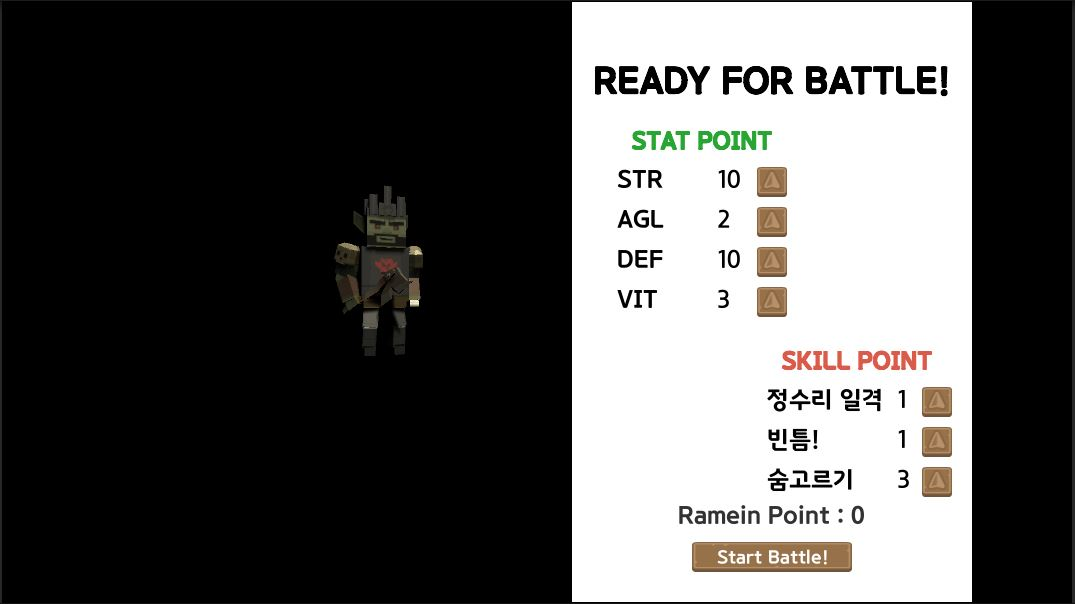 READY FOR BATTLE!
STAT POINT
STR 10
AGL 2
DEF 10
VIT 3
SKILL POINT
정수리 일격 1
빈틈! 1
숨고르기 3
Ramein Point : 0
Start Battle!